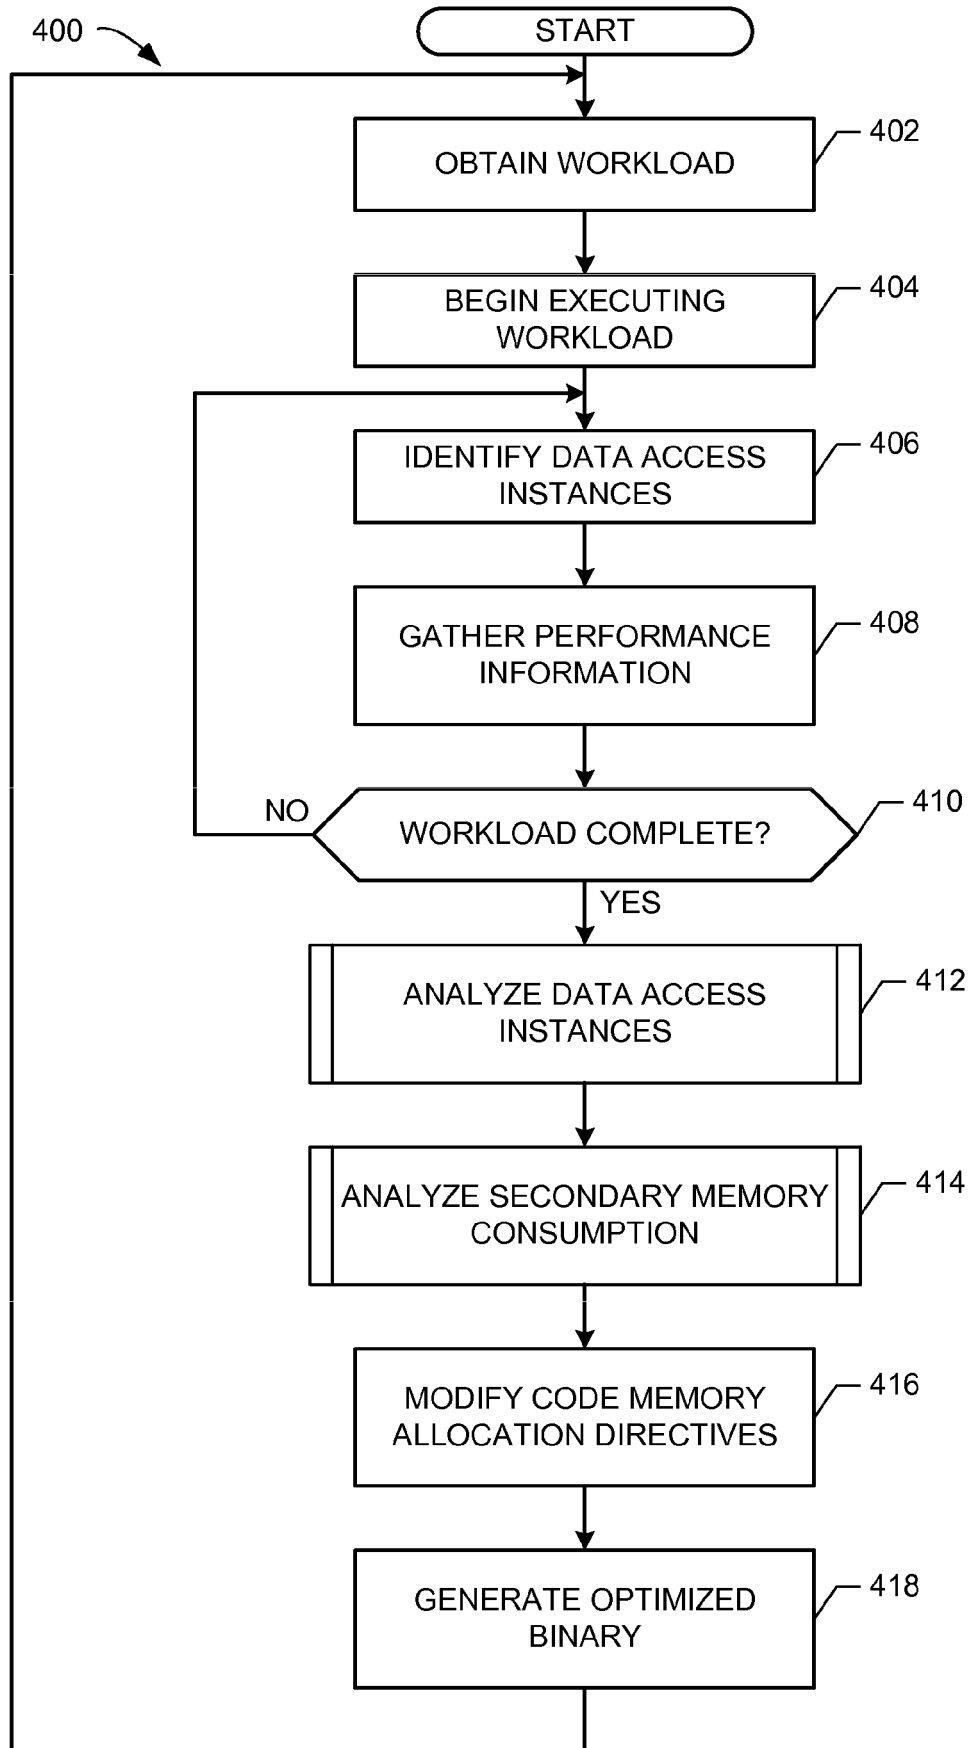 400
START
OBTAIN WORKLOAD
402
BEGIN EXECUTING
WORKLOAD
404
IDENTIFY DATA ACCESS
INSTANCES
406
GATHER PERFORMANCE
INFORMATION
408
NO
WORKLOAD COMPLETE?
410
YES
ANALYZE DATA ACCESS
INSTANCES
412
ANALYZE SECONDARY MEMORY
CONSUMPTION
414
MODIFY CODE MEMORY
ALLOCATION DIRECTIVES
416
GENERATE OPTIMIZED
BINARY
418